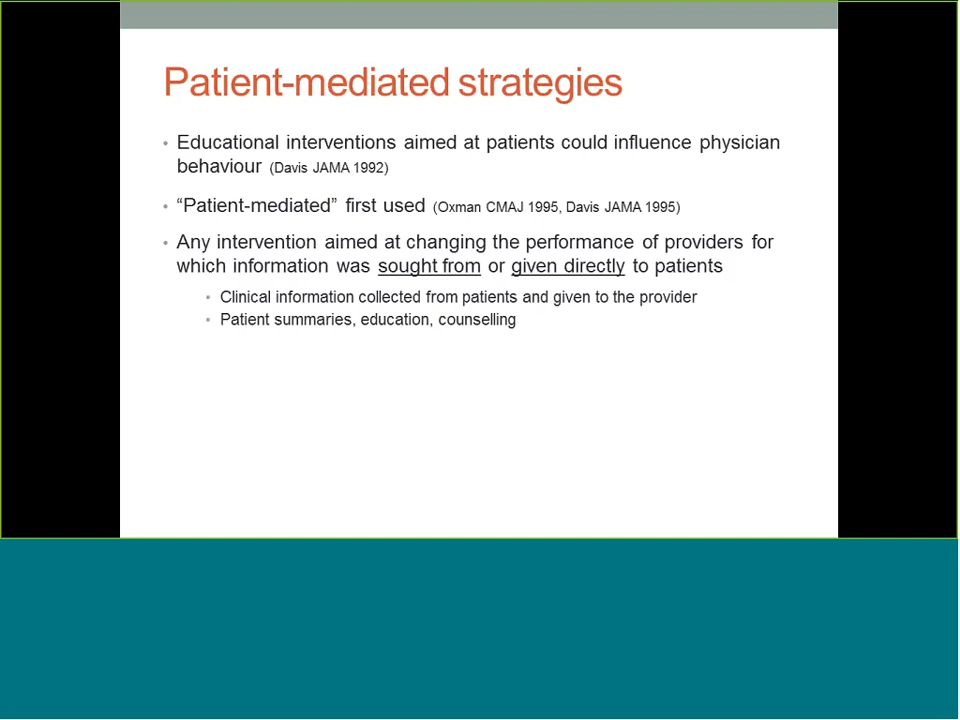 Patient-mediated strategies
• Educational interventions aimed at patients could influence physician
behaviour (Davis JAMA 1992)
• “Patient-mediated” first used (Oxman CMAJ 1995, Davis JAMA 1995)
• Any intervention aimed at changing the performance of providers for
which information was sought from or given directly to patients
• Clinical information collected from patients and given to the provider
• Patient summaries, education, counselling